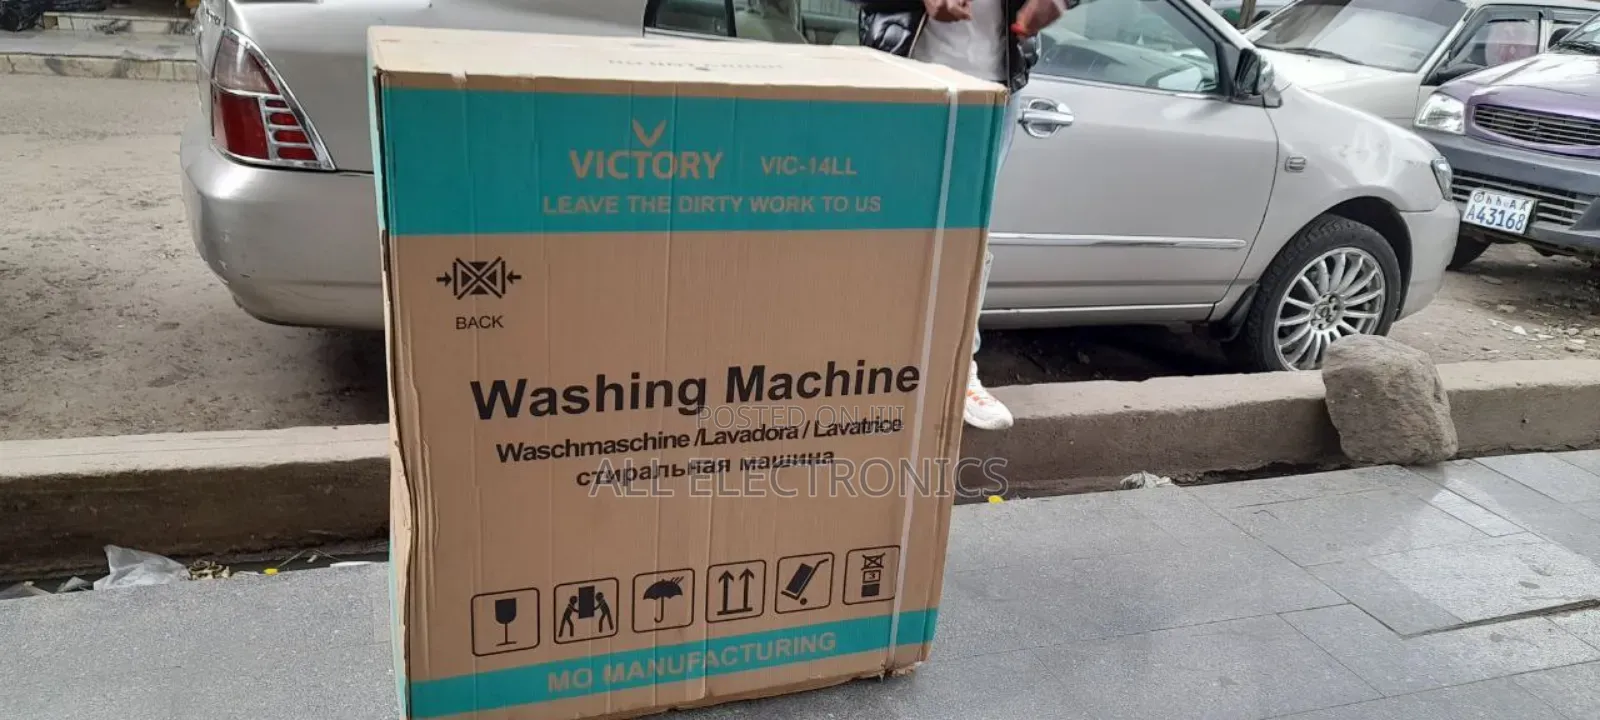 VICTORY VIC-14LL
LEAVE THE DIRTY WORK TO US
BACK
Washing Machine
POSTED ON JIJI
Waschmaschine /Lavadora / Lavatrice
стиральная машина
ALL ELECTRONICS
3
MO MANUFACTURING
A43168